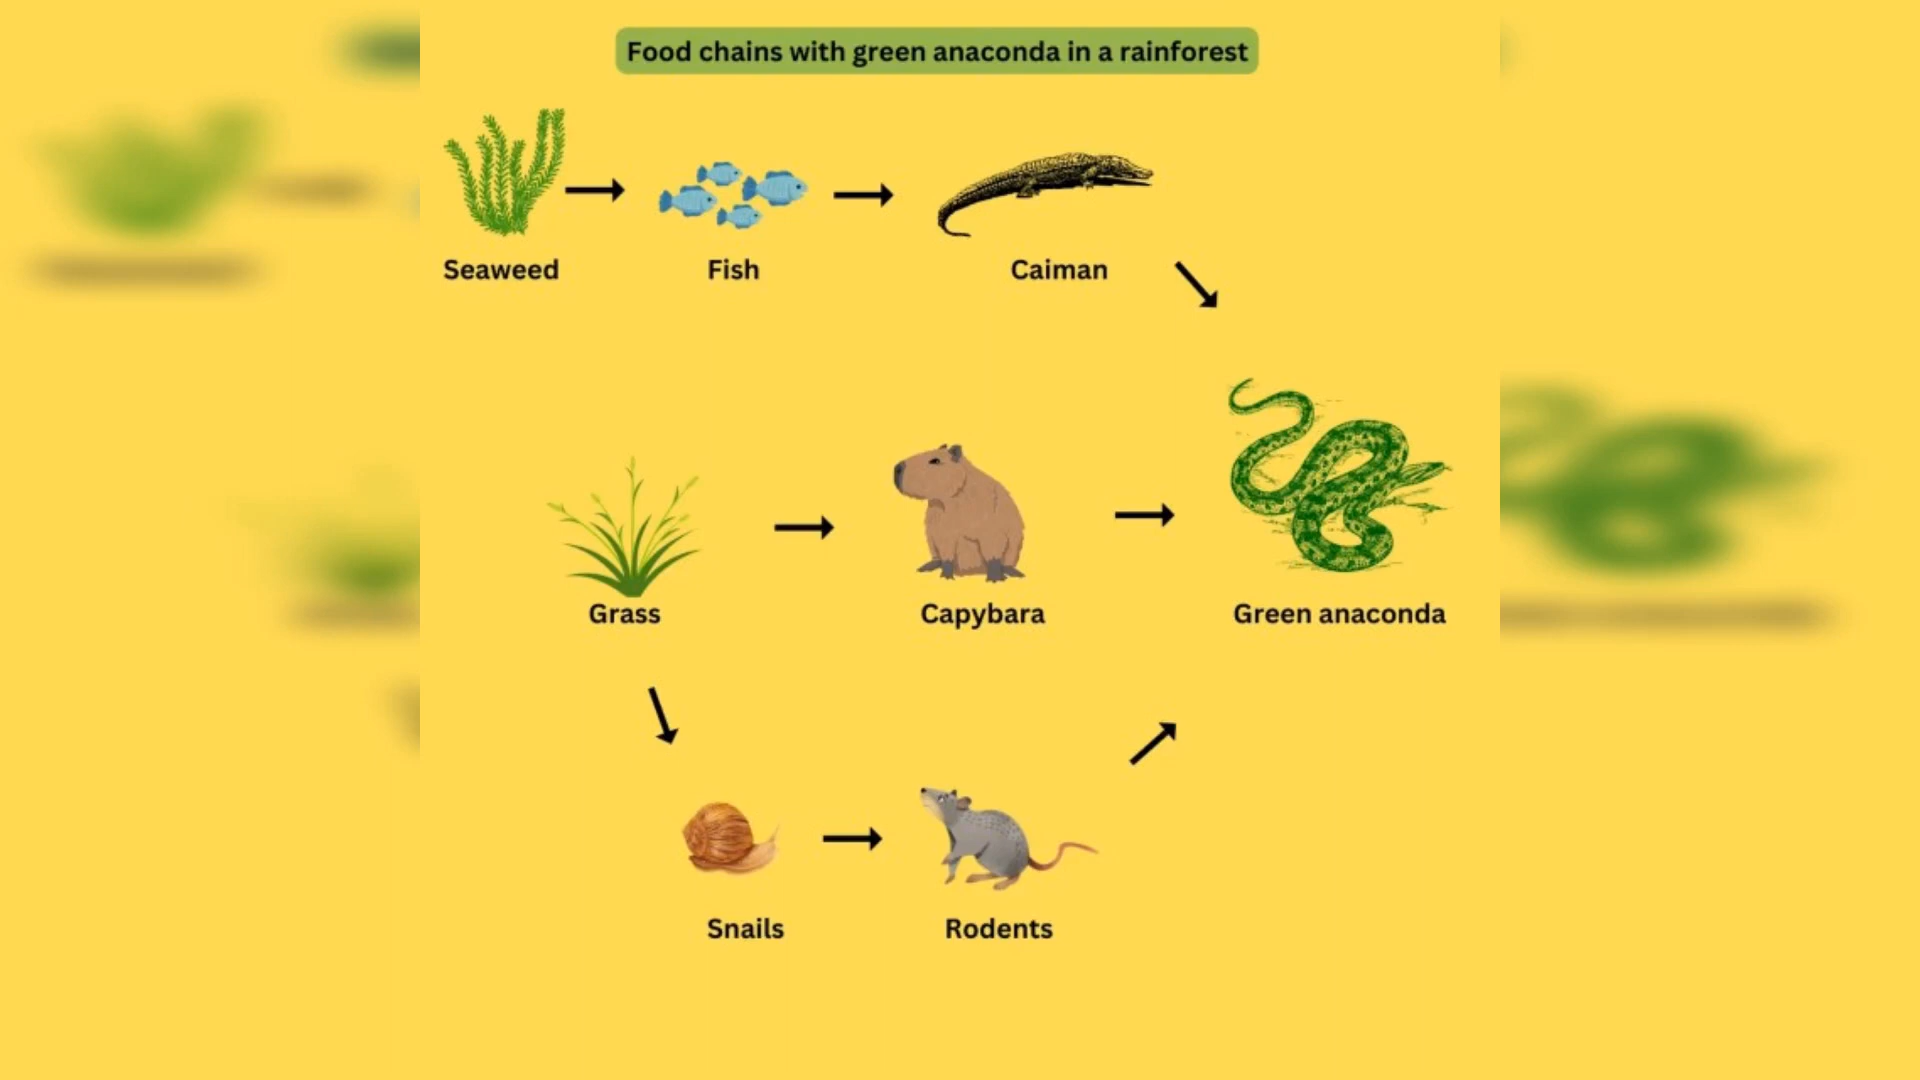 Food chains with green anaconda in a rainforest
Seaweed
Fish
Caiman
Grass
Capybara
Green anaconda
Snails
Rodents